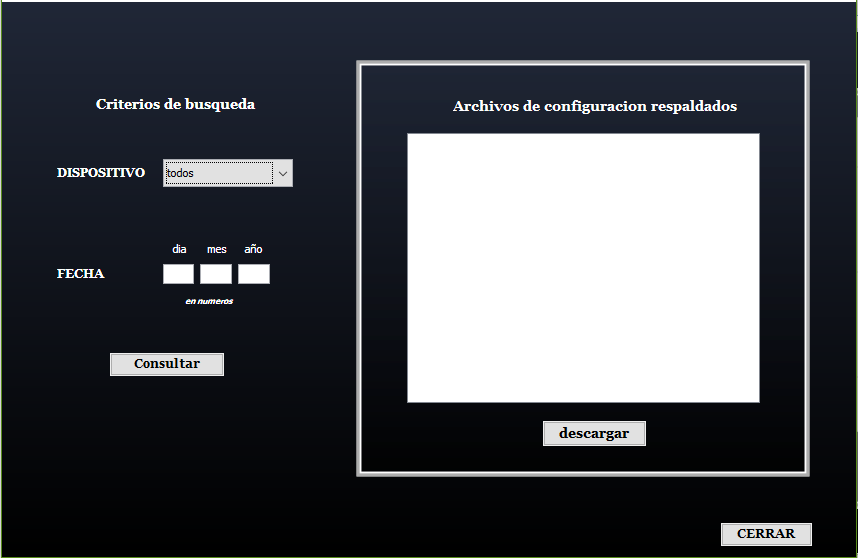 Criterios de busqueda
DISPOSITIVO todos
dia mes año
FECHA
en numeros
Consultar
Archivos de configuracion respaldados
descargar
CERRAR